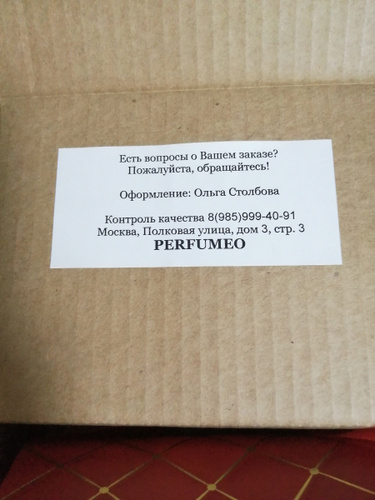 Есть вопросы о Вашем заказе?
Пожалуйста, обращайтесь!
Оформление: Ольга Столбова
Контроль качества 8(985)999-40-91
Москва, Полковая улица, дом 3, стр. 3
PERFUMEO